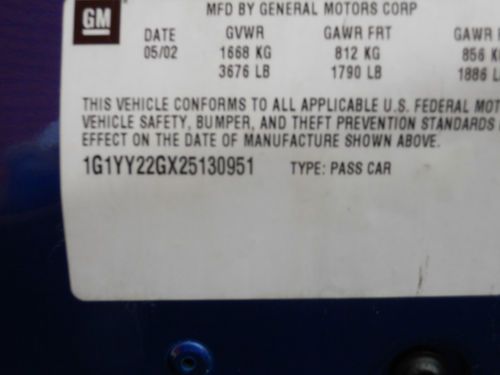 GM
MFD BY GENERAL MOTORS CORP
DATE GVWR GAWR FRT GAWR
05/02 1668 KG 812 KG 856 K
3676 LB 1790 LB 1886 LB
THIS VEHICLE CONFORMS TO ALL APPLICABLE U.S. FEDERAL MOT
VEHICLE SAFETY, BUMPER, AND THEFT PREVENTION STANDARDS
EFFECT ON THE DATE OF MANUFACTURE SHOWN ABOVE.
1G1YY22GX25130951 TYPE: PASS CAR